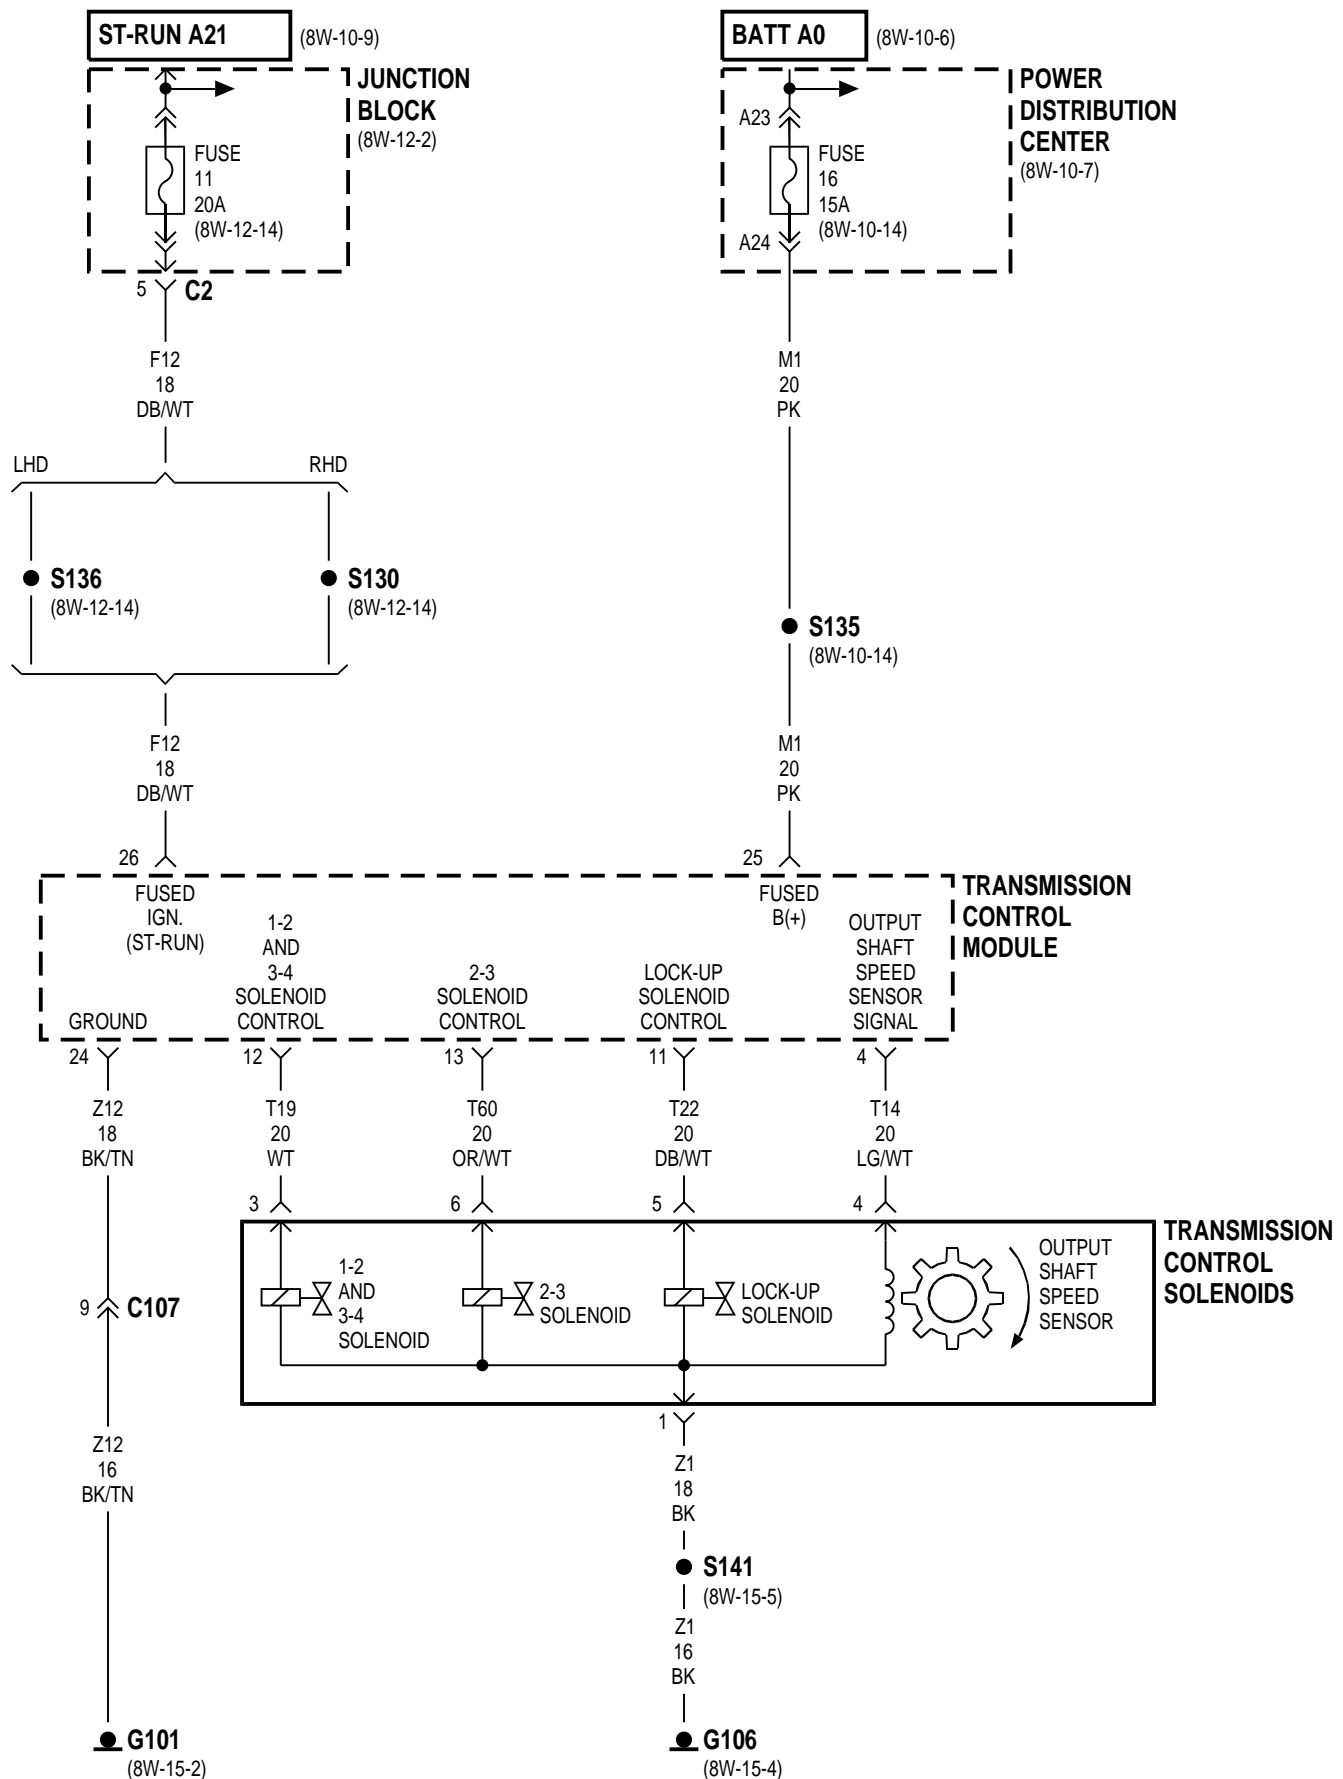 ST-RUN A21
(8W-10-9)
BATT A0
(8W-10-6)
JUNCTION
BLOCK
(8W-12-2)
FUSE
11
20A
(8W-12-14)
5
C2
POWER
DISTRIBUTION
CENTER
(8W-10-7)
A23
FUSE
16
15A
(8W-10-14)
A24
F12
18
DB/WT
M1
20
PK
LHD
RHD
S136
(8W-12-14)
S130
(8W-12-14)
S135
(8W-10-14)
F12
18
DB/WT
M1
20
PK
26
25
TRANSMISSION
CONTROL
MODULE
FUSED
IGN.
(ST-RUN)
FUSED
B(+)
GROUND
1-2
AND
3-4
SOLENOID
CONTROL
2-3
SOLENOID
CONTROL
LOCK-UP
SOLENOID
CONTROL
OUTPUT
SHAFT
SPEED
SENSOR
SIGNAL
24
12
13
11
4
Z12
18
BK/TN
T19
20
WT
T60
20
OR/WT
T22
20
DB/WT
T14
20
LG/WT
3
6
5
4
TRANSMISSION
CONTROL
SOLENOIDS
1-2
AND
3-4
SOLENOID
2-3
SOLENOID
LOCK-UP
SOLENOID
OUTPUT
SHAFT
SPEED
SENSOR
9
C107
1
Z12
16
BK/TN
Z1
18
BK
S141
(8W-15-5)
Z1
16
BK
G101
(8W-15-2)
G106
(8W-15-4)